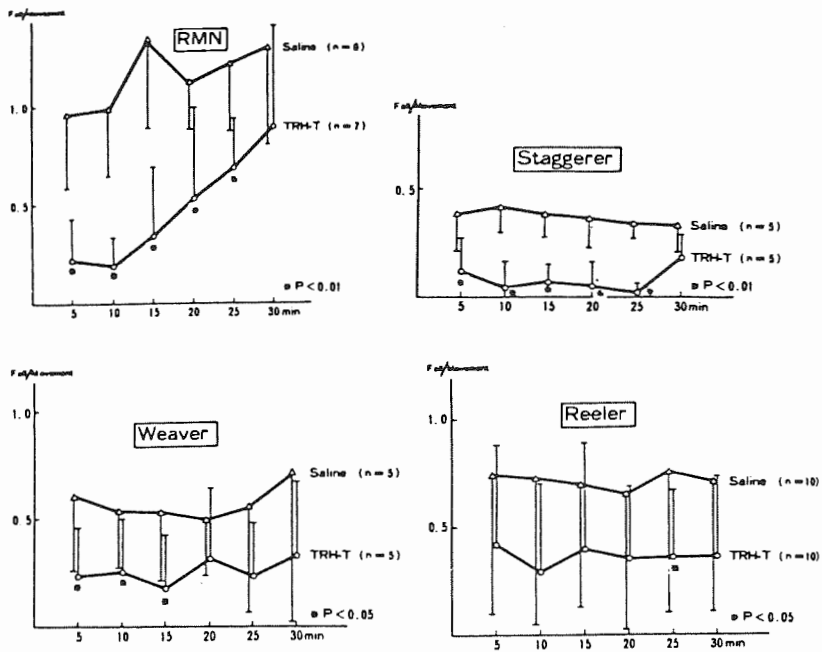 Fall/Movement
RMN
1.0
0.5
Saline (n=8)
TRH-T (n=7)
P<0.01
5 10 15 20 25 30min
Fall/Movement
Staggerer
0.5
Saline (n=5)
TRH-T (n=5)
P<0.01
5 10 15 20 25 30 min
Fall/Movement
Weaver
1.0
0.5
Saline (n=5)
TRH-T (n=5)
P<0.05
5 10 15 20 25 30 min
Fall/Movement
Reeler
1.0
0.5
Saline (n=10)
TRH-T (n=10)
P<0.05
5 10 15 20 25 30 min